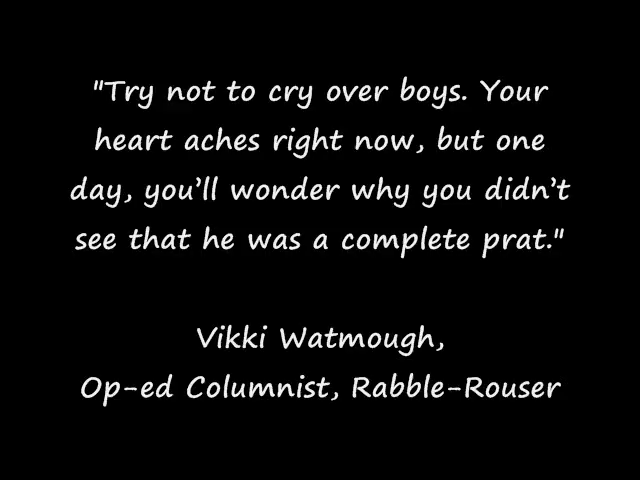 "Try not to cry over boys. Your
heart aches right now, but one
day, you’ll wonder why you didn’t
see that he was a complete prat."
Vikki Watmough,
Op-ed Columnist, Rabble-Rouser